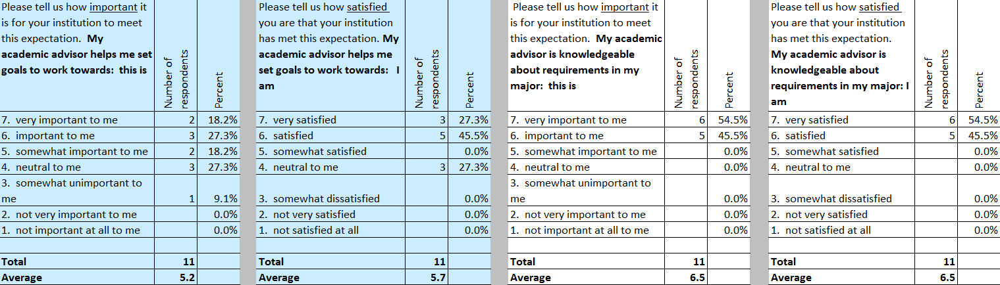 Please tell us how important it
is for your institution to meet
this expectation. My
academic advisor helps me set
goals to work towards: this is
Number of
respondents
Percent
7. very important to me 2 18.2%
6. important to me 3 27.3%
5. somewhat important to me 2 18.2%
4. neutral to me 3 27.3%
3. somewhat unimportant to
me 1 9.1%
2. not very important to me 0.0%
1. not important at all to me 0.0%
Total 11
Average 5.2
Please tell us how satisfied
you are that your institution
has met this expectation. My
academic advisor helps me
set goals to work towards: I
am
Number of
respondents
Percent
7. very satisfied 3 27.3%
6. satisfied 5 45.5%
5. somewhat satisfied 0.0%
4. neutral to me 3 27.3%
3. somewhat dissatisfied 0.0%
2. not very satisfied 0.0%
1. not satisfied at all 0.0%
Total 11
Average 5.7
Please tell us how important it
is for your institution to meet
this expectation. My academic
advisor is knowledgeable
about requirements in my
major: this is
Number of
respondents
Percent
7. very important to me 6 54.5%
6. important to me 5 45.5%
5. somewhat important to me 0.0%
4. neutral to me 0.0%
3. somewhat unimportant to
me 0.0%
2. not very important to me 0.0%
1. not important at all to me 0.0%
Total 11
Average 6.5
Please tell us how satisfied
you are that your institution
has met this expectation.
My academic advisor is
knowledgeable about
requirements in my major: I
am
Number of
respondents
Percent
7. very satisfied 6 54.5%
6. satisfied 5 45.5%
5. somewhat satisfied 0.0%
4. neutral to me 0.0%
3. somewhat dissatisfied 0.0%
2. not very satisfied 0.0%
1. not satisfied at all 0.0%
Total 11
Average 6.5